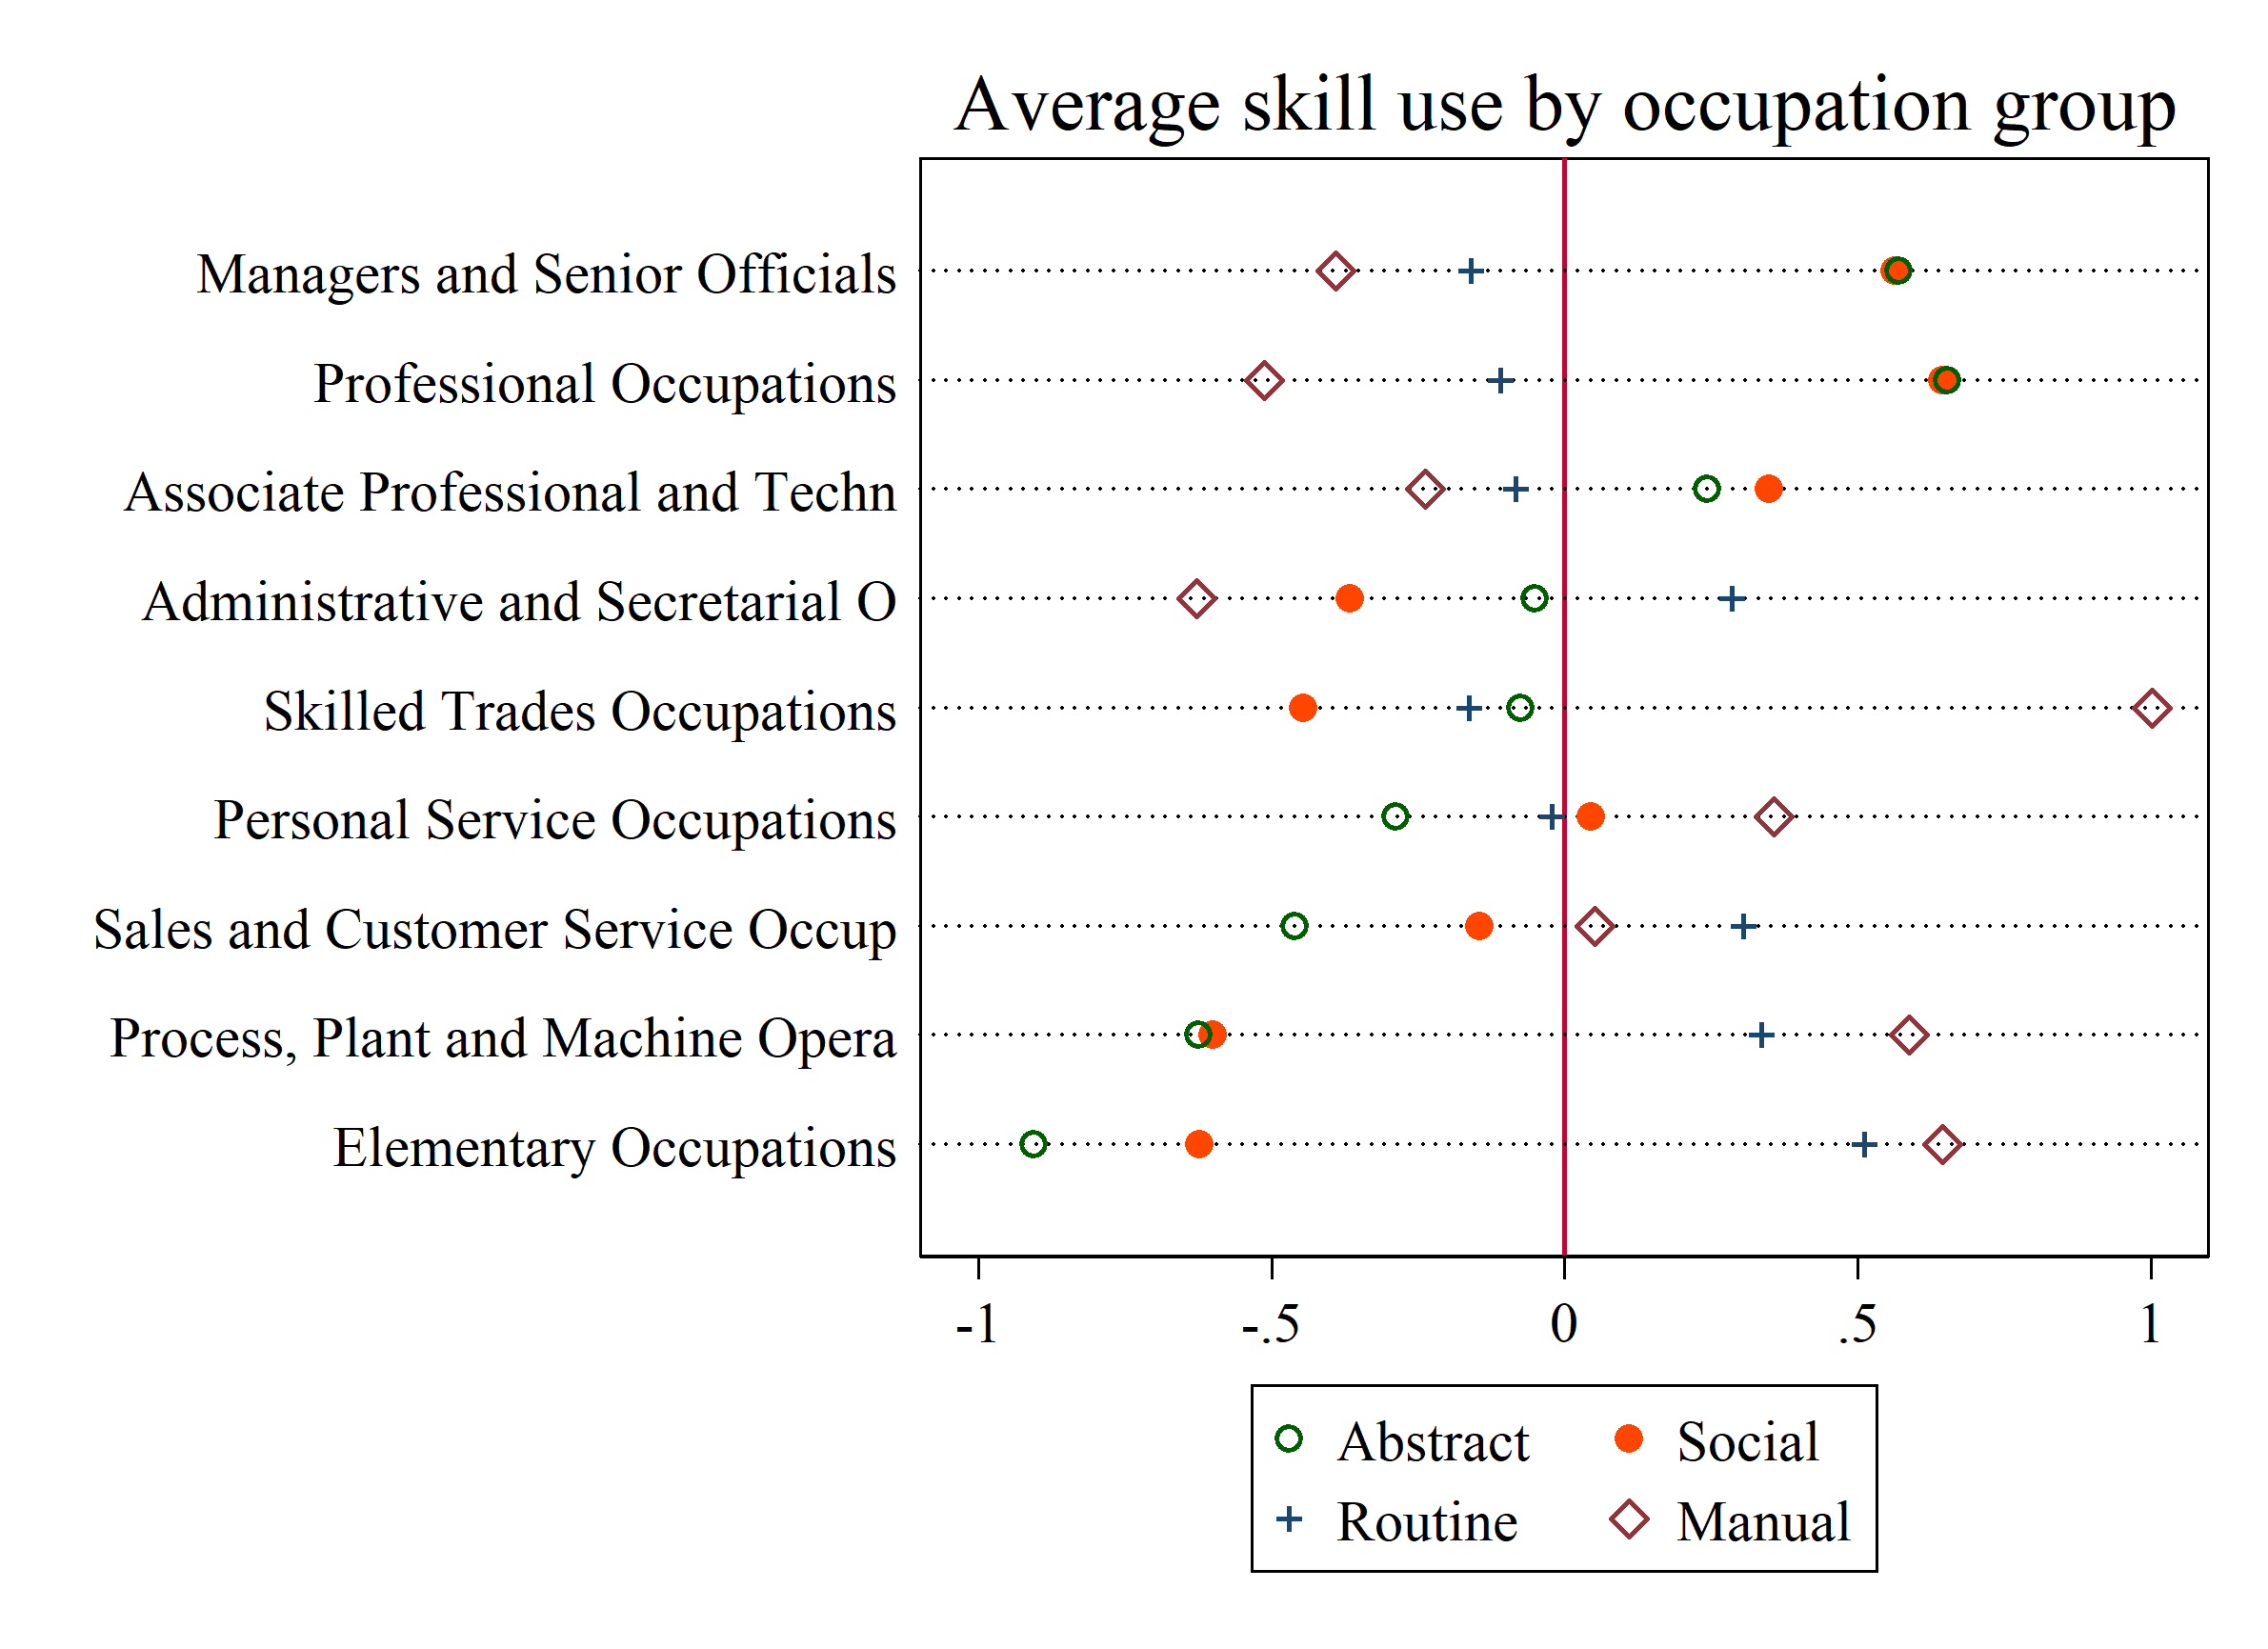 Average skill use by occupation group
Managers and Senior Officials
Professional Occupations
Associate Professional and Techn
Administrative and Secretarial O
Skilled Trades Occupations
Personal Service Occupations
Sales and Customer Service Occup
Process, Plant and Machine Opera
Elementary Occupations
-1 -.5 0 .5 1
Abstract Social
Routine Manual